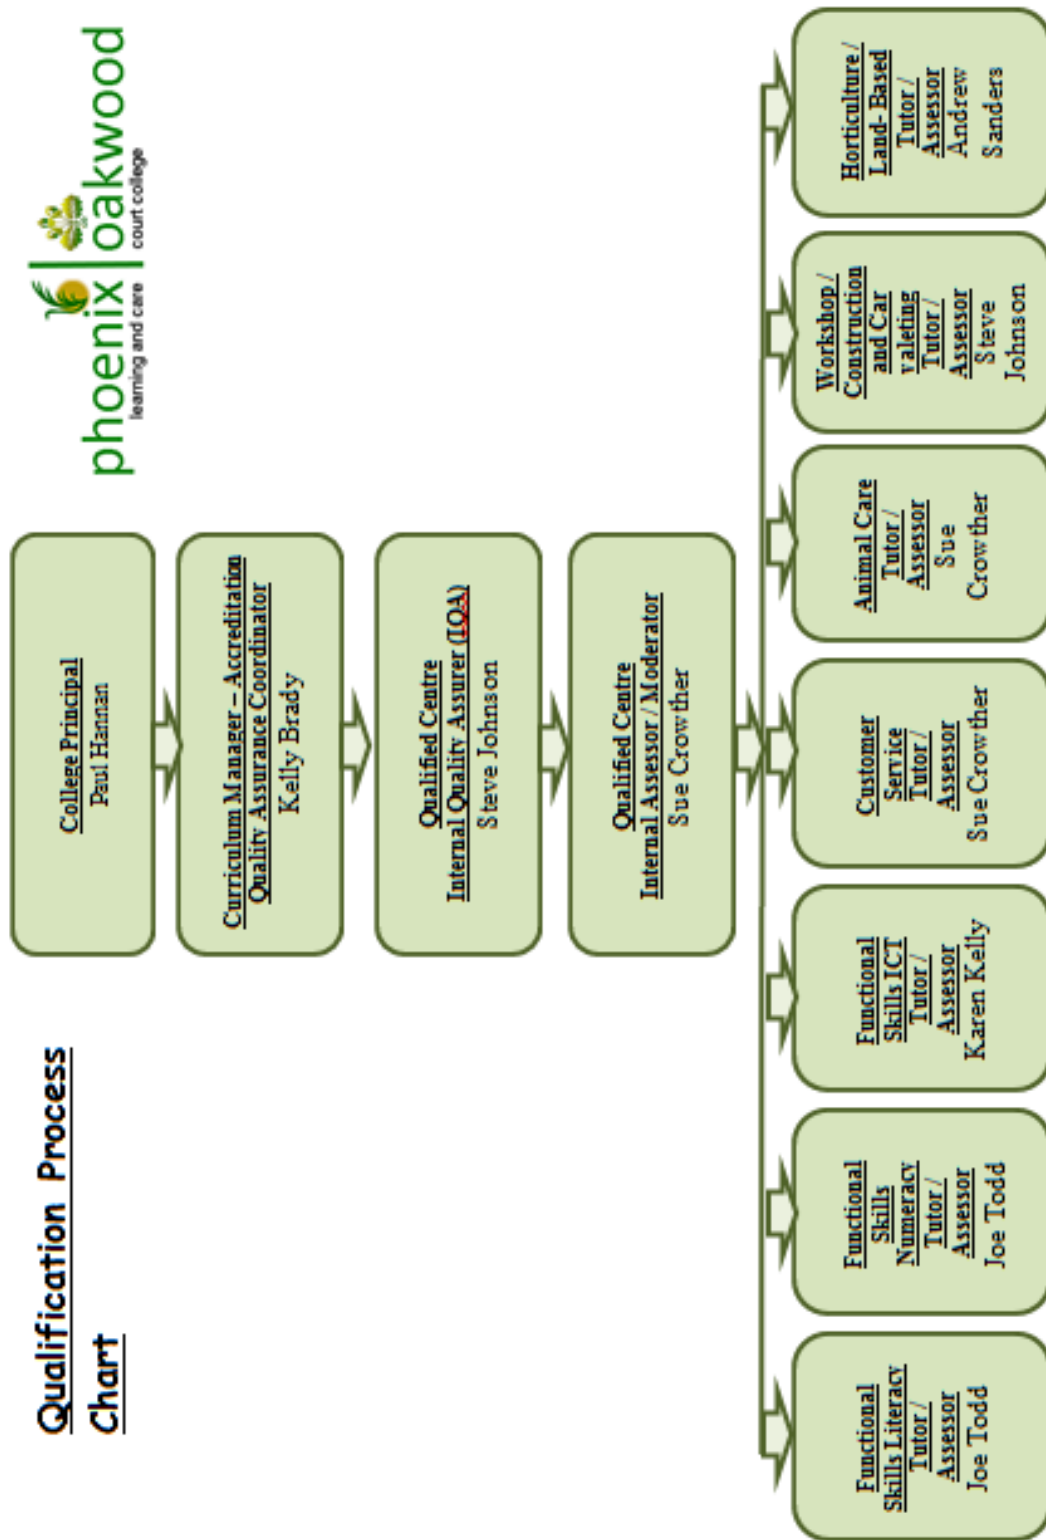 Qualification Process
Chart
phoenix
learning and care
oakwood
court college
College Principal
Paul Hannan
Curriculum Manager – Accreditation
Quality Assurance Coordinator
Kelly Brady
Qualified Centre
Internal Quality Assurer (IQA)
Steve Johnson
Qualified Centre
Internal Assessor / Moderator
Sue Crowther
Functional
Skills Literacy
Tutor /
Assessor
Joe Todd
Functional
Skills
Numeracy
Tutor /
Assessor
Joe Todd
Functional
Skills ICT
Tutor /
Assessor
Karen Kelly
Customer
Service
Tutor /
Assessor
Sue Crowther
Animal Care
Tutor /
Assessor
Sue
Crowther
Workshop /
Construction
and Car
valeting
Tutor /
Assessor
Steve
Johnson
Horticulture /
Land- Based
Tutor /
Assessor
Andrew
Sanders